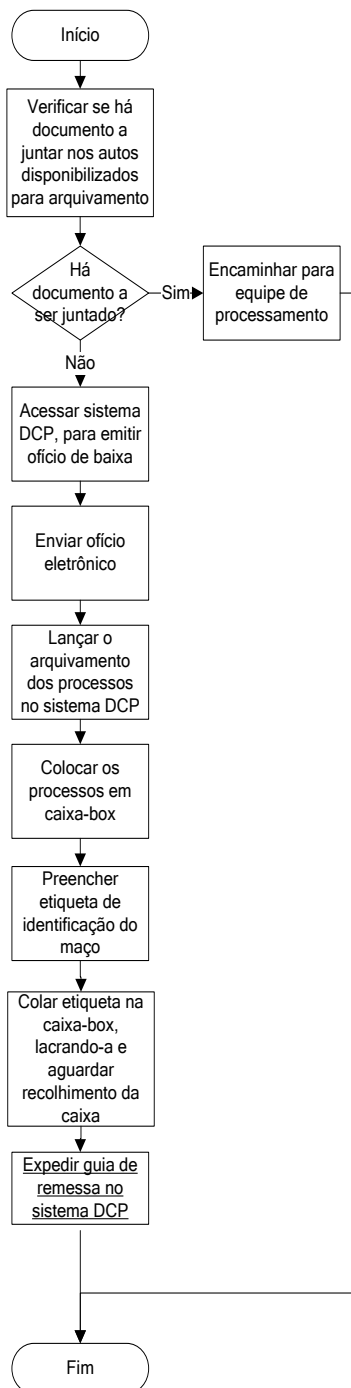 Início
Verificar se há
documento a
juntar nos autos
disponibilizados
para arquivamento
Há
documento a
ser juntado?
Sim
Encaminhar para
equipe de
processamento
Não
Acessar sistema
DCP, para emitir
ofício de baixa
Enviar ofício
eletrônico
Lançar o
arquivamento
dos processos
no sistema DCP
Colocar os
processos em
caixa-box
Preencher
etiqueta de
identificação do
maço
Colar etiqueta na
caixa-box,
lacrando-a e
aguardar
recolhimento da
caixa
Expedir guia de
remessa no
sistema DCP
Fim